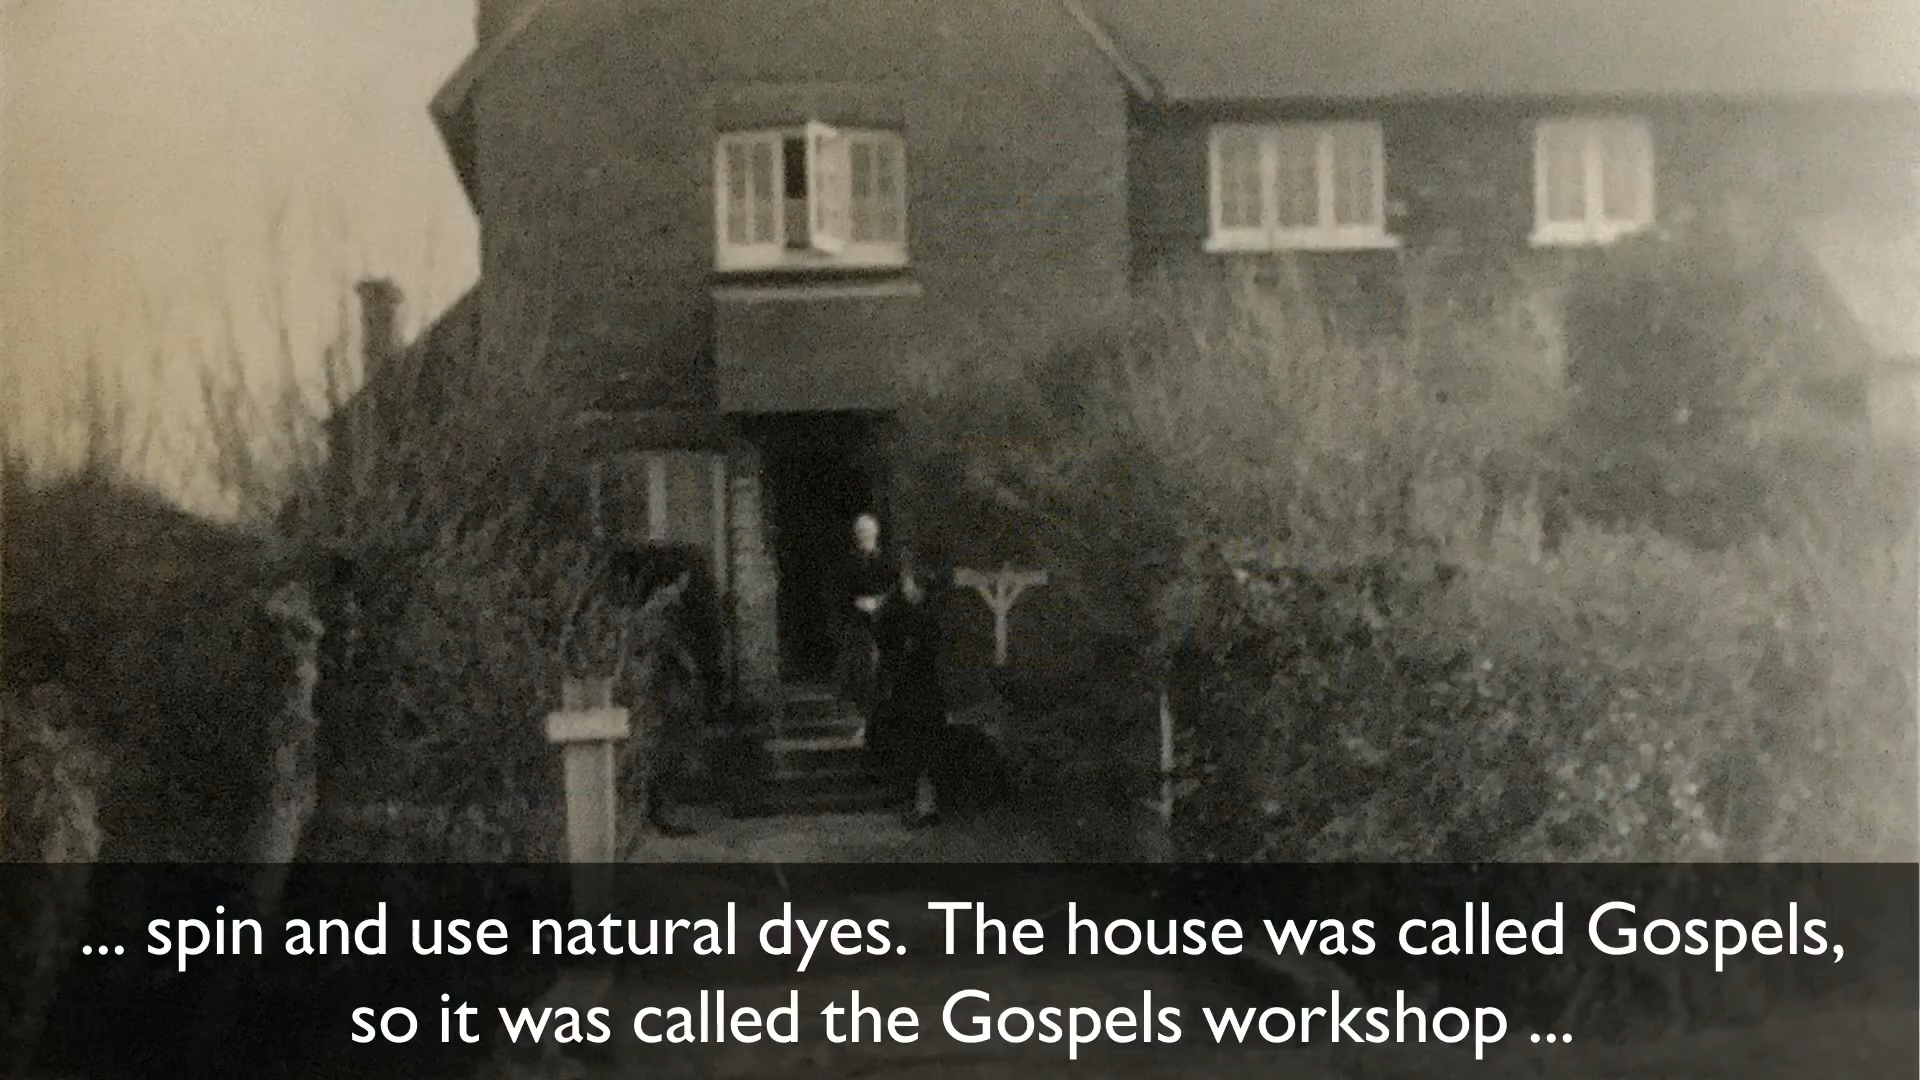 ... spin and use natural dyes. The house was called Gospels,
so it was called the Gospels workshop ...